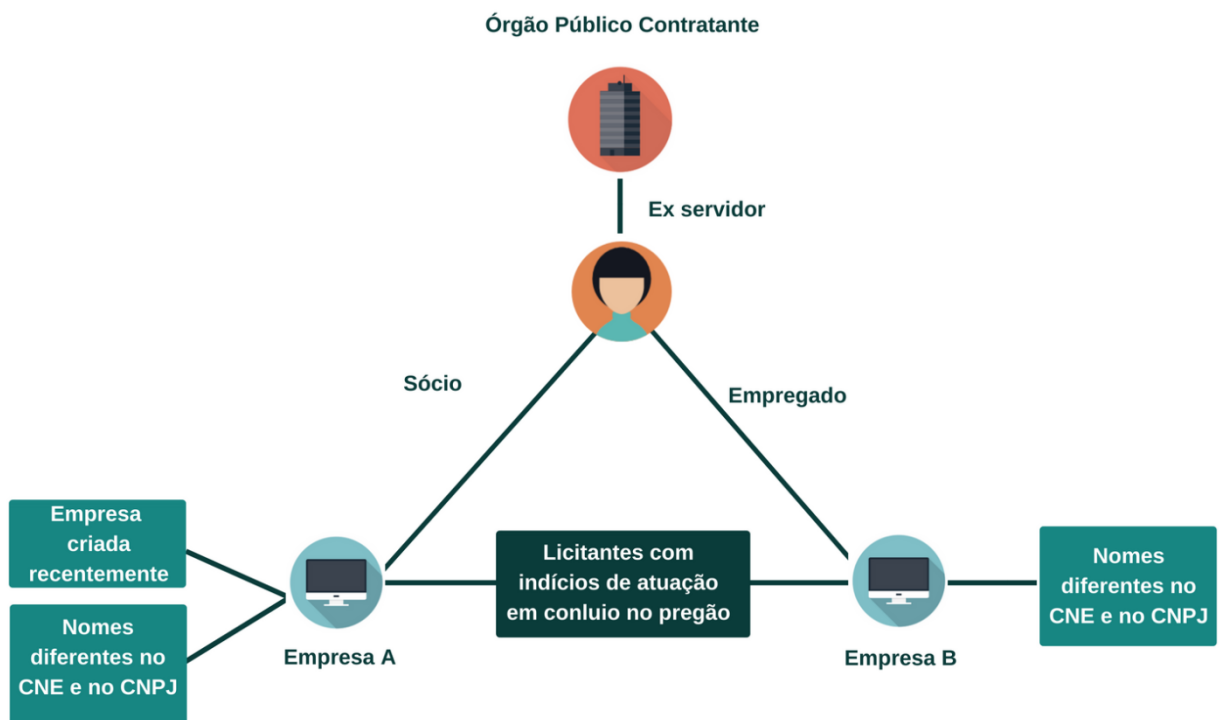 Órgão Público Contratante
Ex servidor
Sócio
Empregado
Empresa
criada
recentemente
Nomes
diferentes no
CNE e no CNPJ
Empresa A
Licitantes com
indícios de atuação
em conluio no pregão
Empresa B
Nomes
diferentes no
CNE e no CNPJ